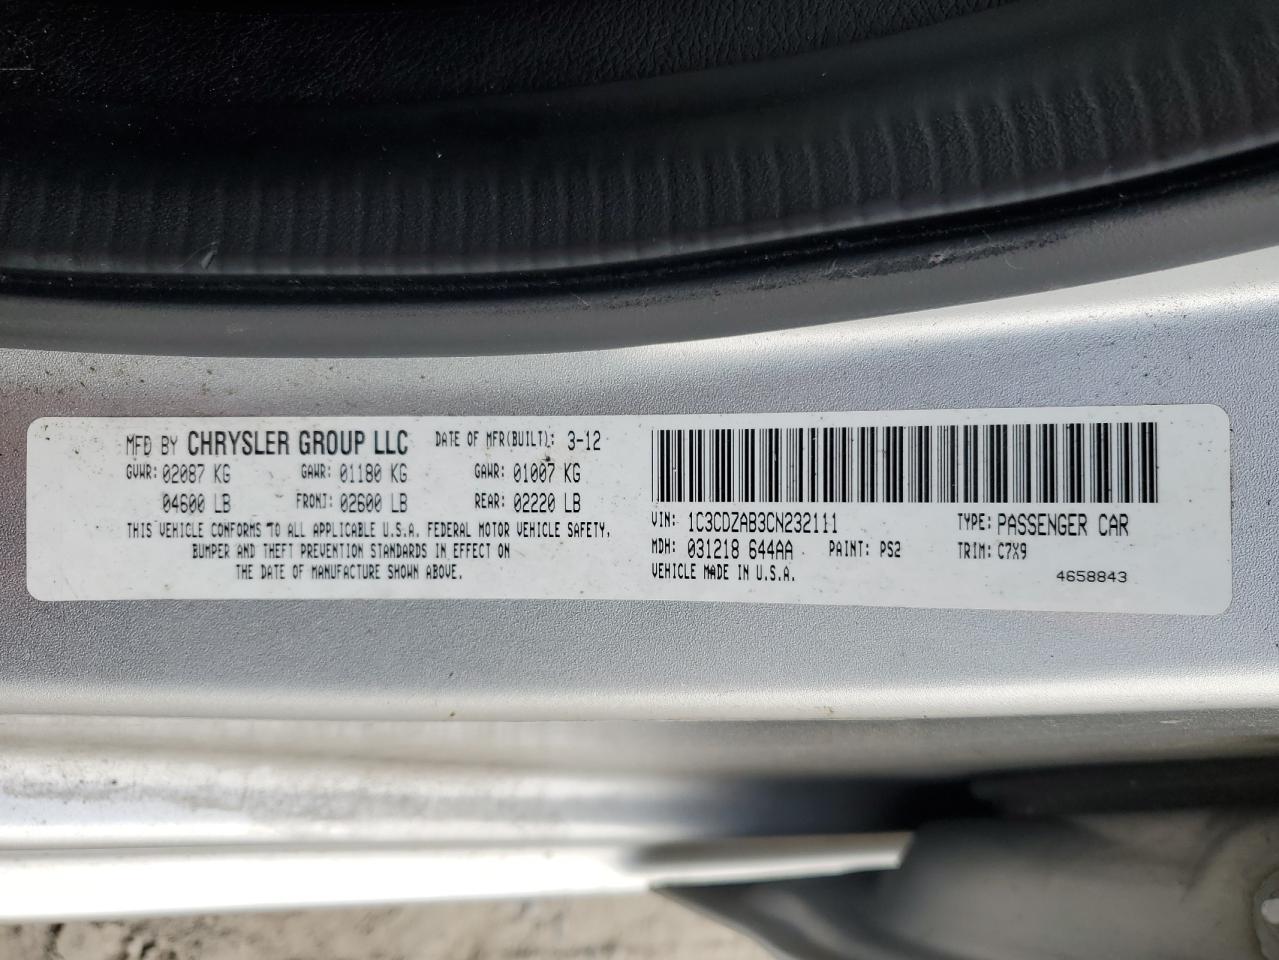 MFD BY CHRYSLER GROUP LLC DATE OF MFR(BUILT): 3-12
GVWR: 02087 KG GAWR: 01180 KG GAWR: 01007 KG
04600 LB FRONT: 02600 LB REAR: 02220 LB
THIS VEHICLE CONFORMS TO ALL APPLICABLE U.S.A. FEDERAL MOTOR VEHICLE SAFETY,
BUMPER AND THEFT PREVENTION STANDARDS IN EFFECT ON
THE DATE OF MANUFACTURE SHOWN ABOVE.
VIN: 1C3CDZAB3CN232111 TYPE: PASSENGER CAR
MDH: 031218 644AA PAINT: PS2 TRIM: C7X9
VEHICLE MADE IN U.S.A. 4658843